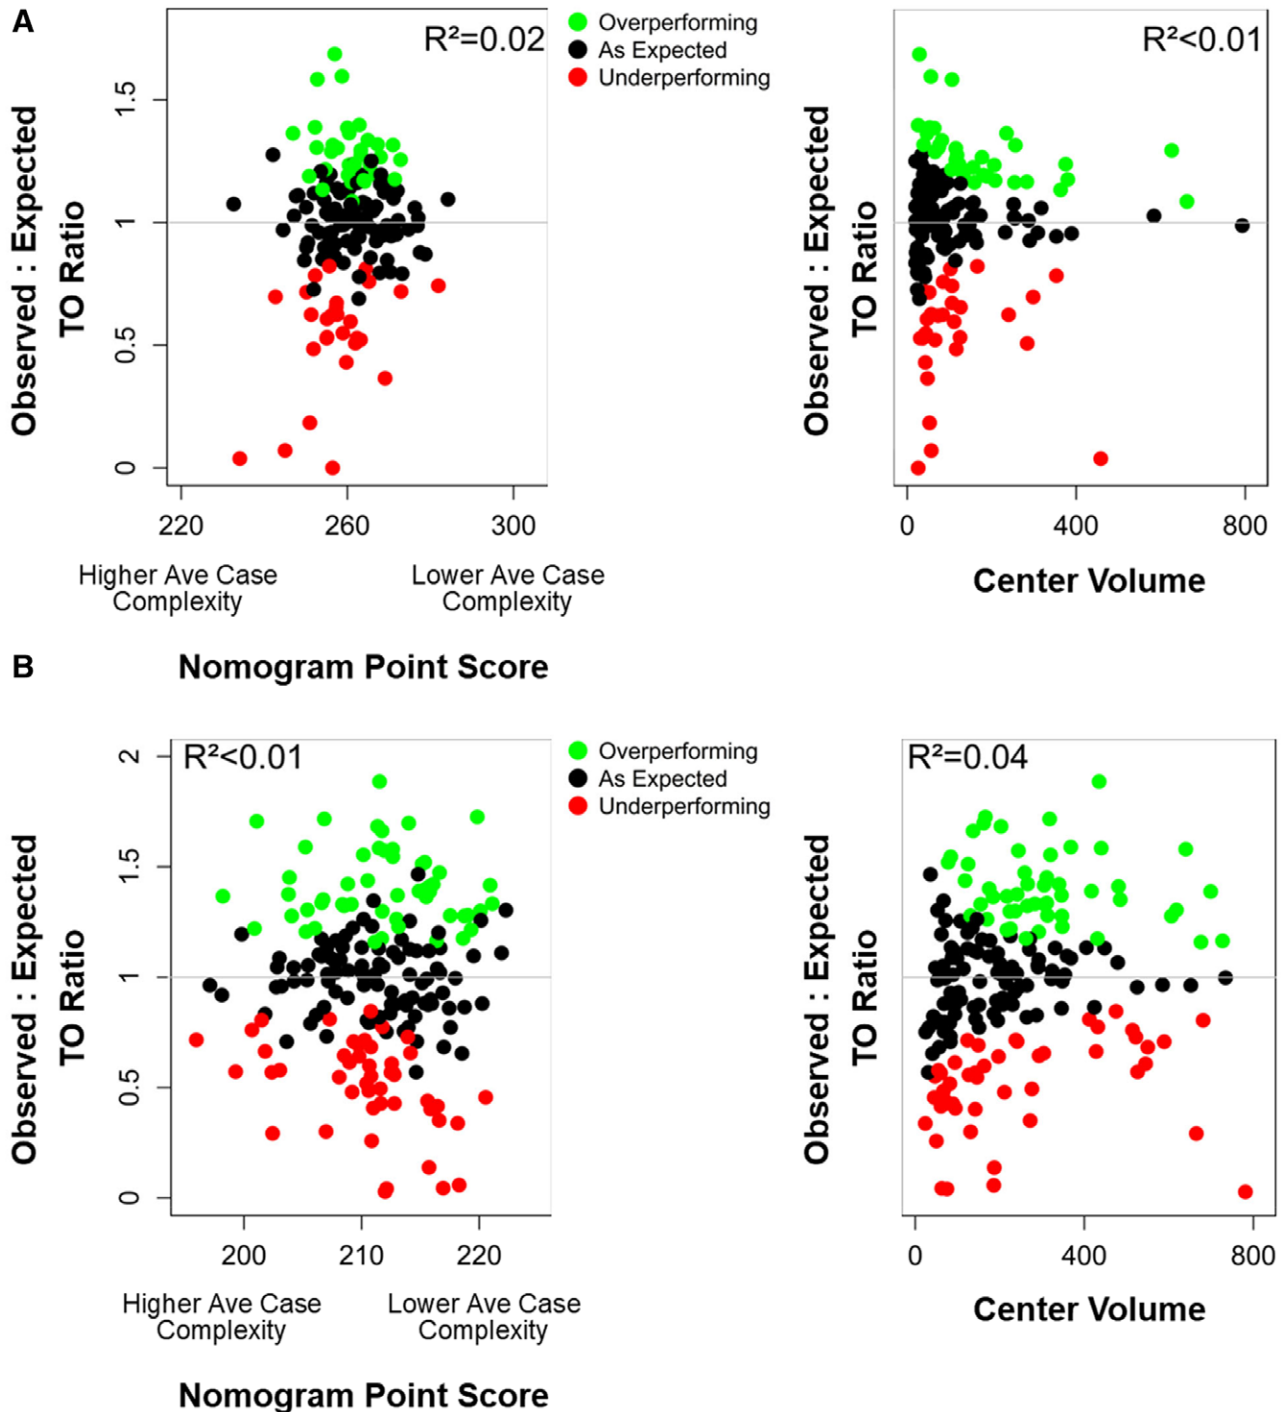 A
R²=0.02
Overperforming
As Expected
Underperforming
R²<0.01
Observed : Expected
TO Ratio
1.5
1
0.5
0
220 260 300
Higher Ave Case
Complexity
Lower Ave Case
Complexity
Nomogram Point Score
Observed : Expected
TO Ratio
0 400 800
Center Volume
B
R²<0.01
Overperforming
As Expected
Underperforming
R²=0.04
Observed : Expected
TO Ratio
2
1.5
1
0.5
0
200 210 220
Higher Ave Case
Complexity
Lower Ave Case
Complexity
Nomogram Point Score
Observed : Expected
TO Ratio
0 400 800
Center Volume